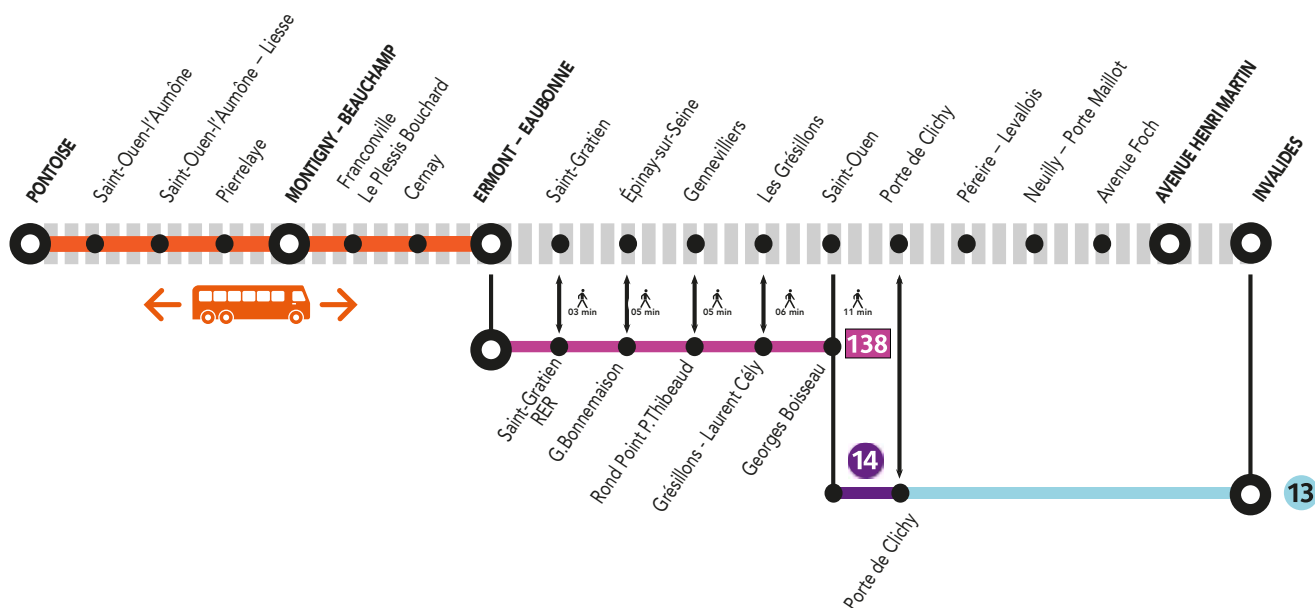 PONTOISE
Saint-Ouen-l'Aumône
Saint-Ouen-l'Aumône – Liesse
Pierrelaye
MONTIGNY – BEAUCHAMP
Franconville
Le Plessis Bouchard
Cernay
ERMONT – EAUBONNE
Saint-Gratien
Épinay-sur-Seine
Gennevilliers
Les Grésillons
Saint-Ouen
Porte de Clichy
Péreire – Levallois
Neuilly – Porte Maillot
Avenue Foch
AVENUE HENRI MARTIN
INVALIDES
03 min
05 min
05 min
06 min
11 min
138
Saint-Gratien
RER
G.Bonnemaison
Rond Point P.Thibeaud
Grésillons - Laurent Cély
Georges Boisseau
14
13
Porte de Clichy